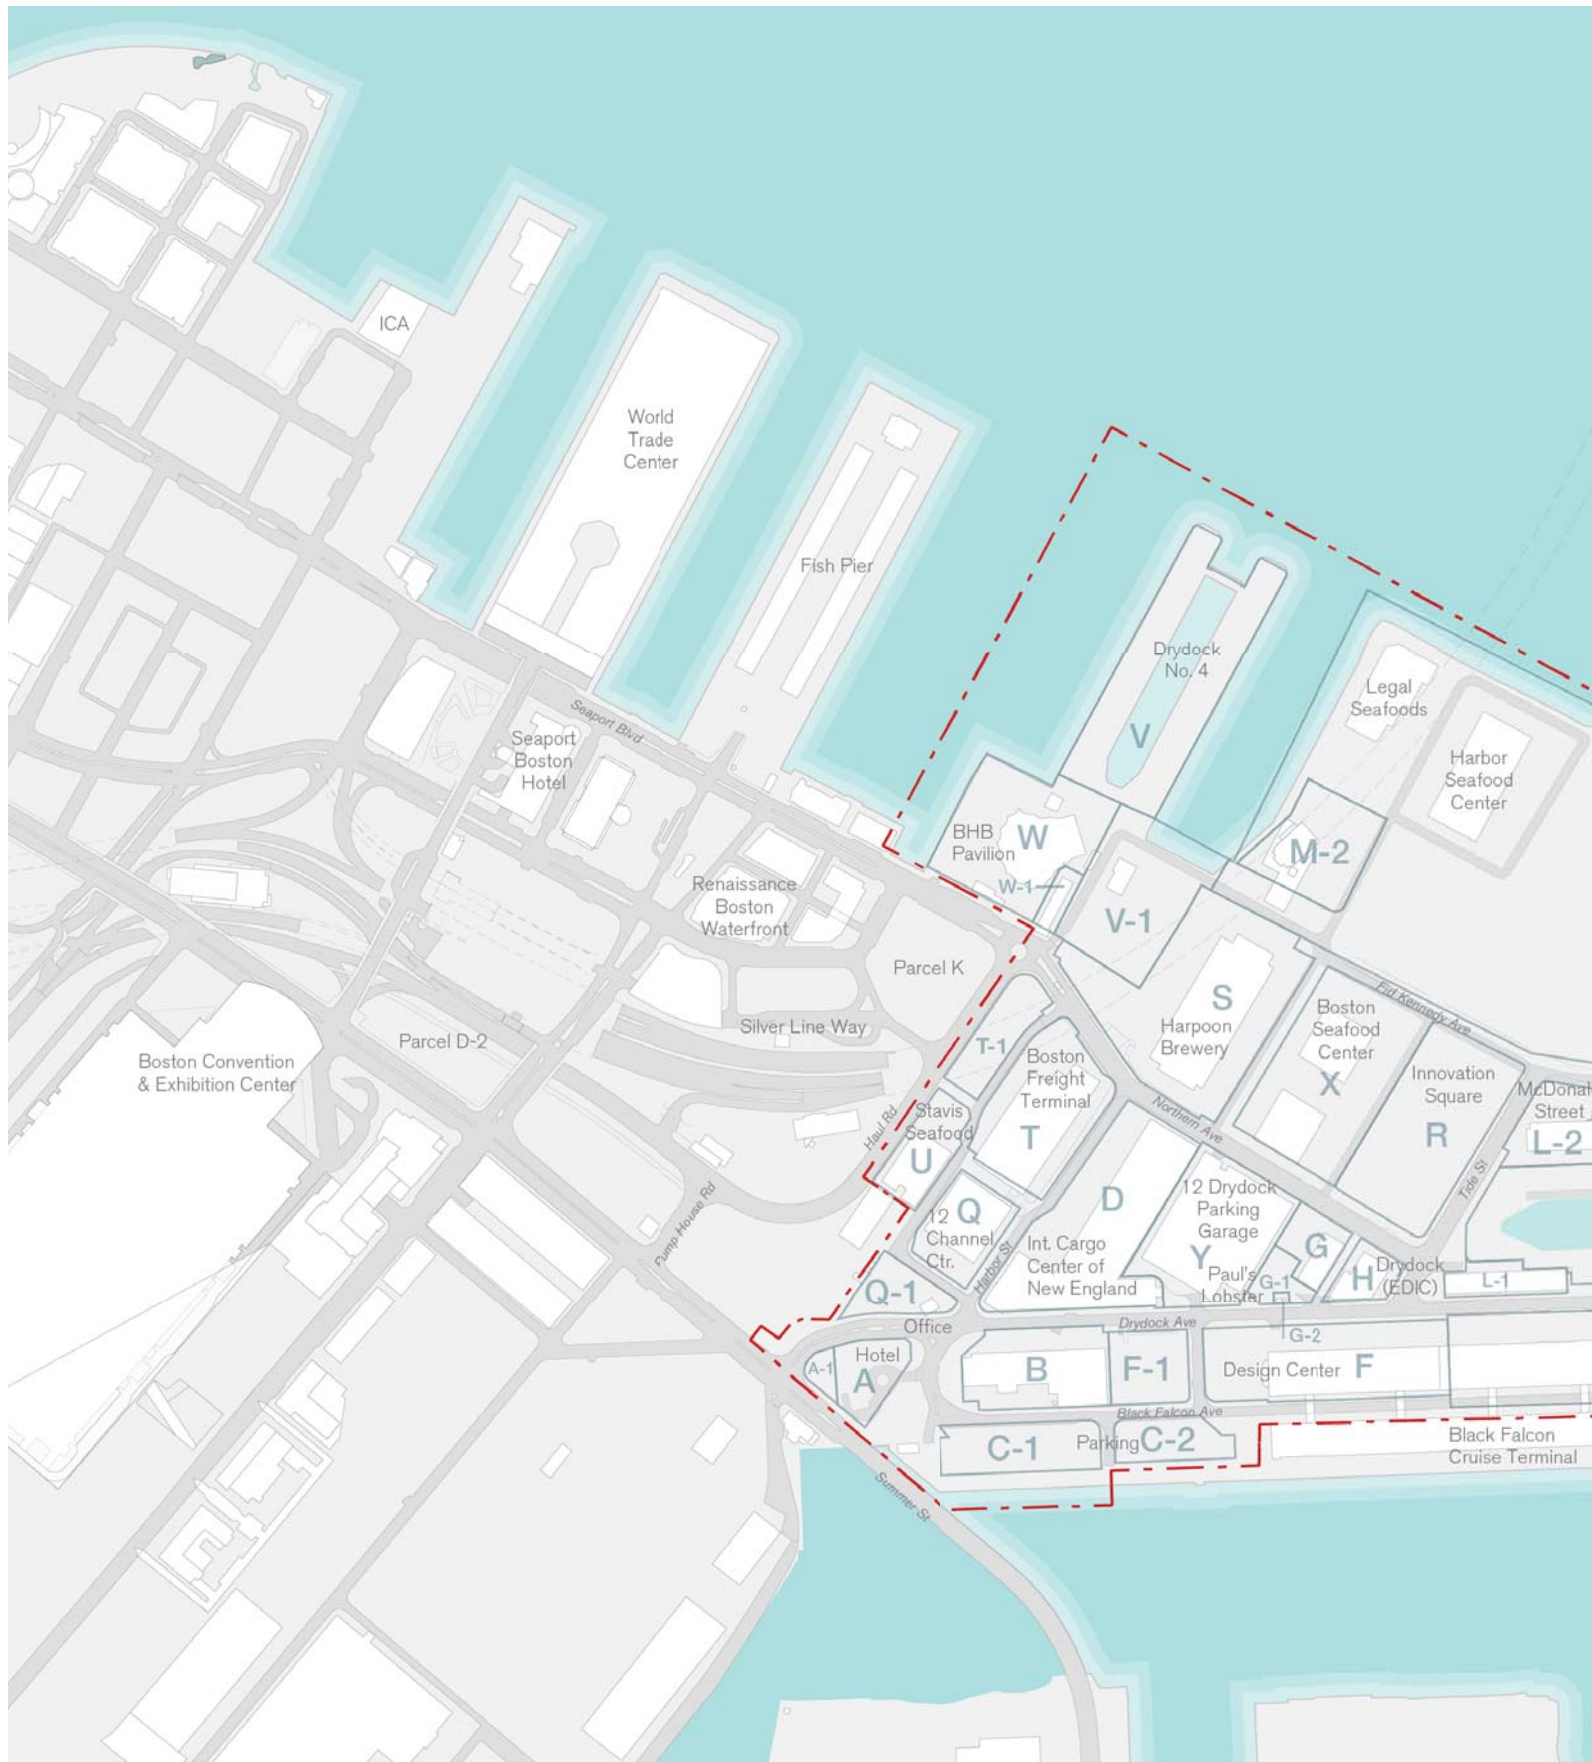 ICA
World
Trade
Center
Fish Pier
Drydock
No. 4
V
Legal
Seafoods
Harbor
Seafood
Center
Seaport Blvd
Seaport
Boston
Hotel
BHB
Pavilion
W
W-1
M-2
V-1
Renaissance
Boston
Waterfront
Parcel K
Silver Line Way
Parcel D-2
Boston Convention
& Exhibition Center
S
Harpoon
Brewery
Fid Kennedy Ave
Boston
Seafood
Center
X
Innovation
Square
R
McDonal
Street
L-2
T-1
Boston
Freight
Terminal
T
Northern Ave
Haul Rd
Stavis
Seafood
U
Tide St
Pump House Rd
12
Channel
Ctr.
Q
Harbor St
D
Int. Cargo
Center of
New England
12 Drydock
Parking
Garage
Y
Paul's
Lobster
G
G-1
H
Drydock
(EDIC)
L-1
Q-1
Office
Drydock Ave
G-2
A-1
Hotel
A
B
F-1
Design Center
F
Black Falcon Ave
C-1
Parking
C-2
Black Falcon
Cruise Terminal
Summer St